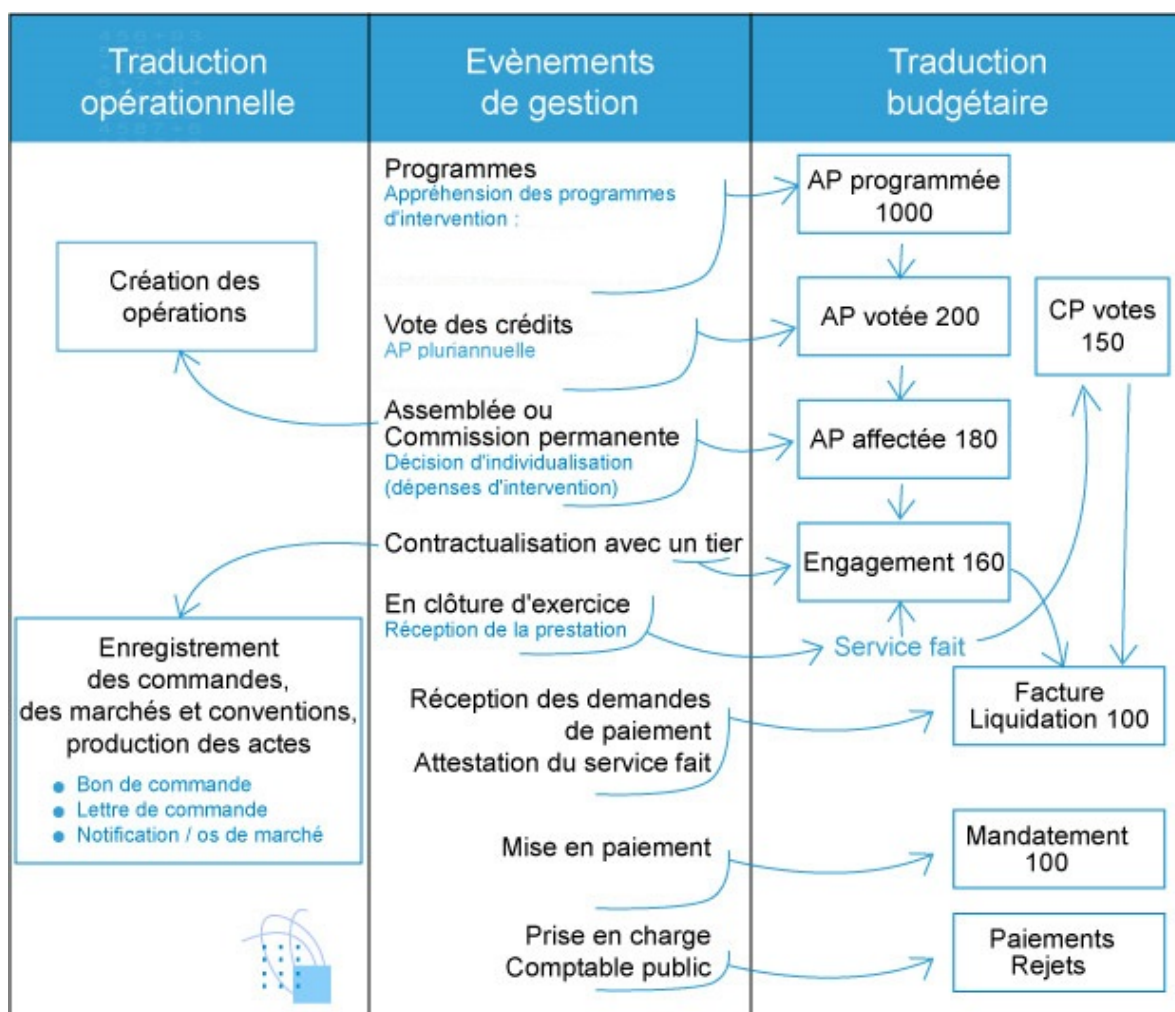 Traduction
opérationnelle
Evènements
de gestion
Traduction
budgétaire
Création des
opérations
Enregistrement
des commandes,
des marchés et conventions,
production des actes
Bon de commande
Lettre de commande
Notification / os de marché
Programmes
Appréhension des programmes
d'intervention :
Vote des crédits
AP pluriannuelle
Assemblée ou
Commission permanente
Décision d'individualisation
(dépenses d'intervention)
Contractualisation avec un tier
En clôture d'exercice
Réception de la prestation
Réception des demandes
de paiement
Attestation du service fait
Mise en paiement
Prise en charge
Comptable public
AP programmée
1000
AP votée 200
CP votes
150
AP affectée 180
Engagement 160
Service fait
Facture
Liquidation 100
Mandatement
100
Paiements
Rejets